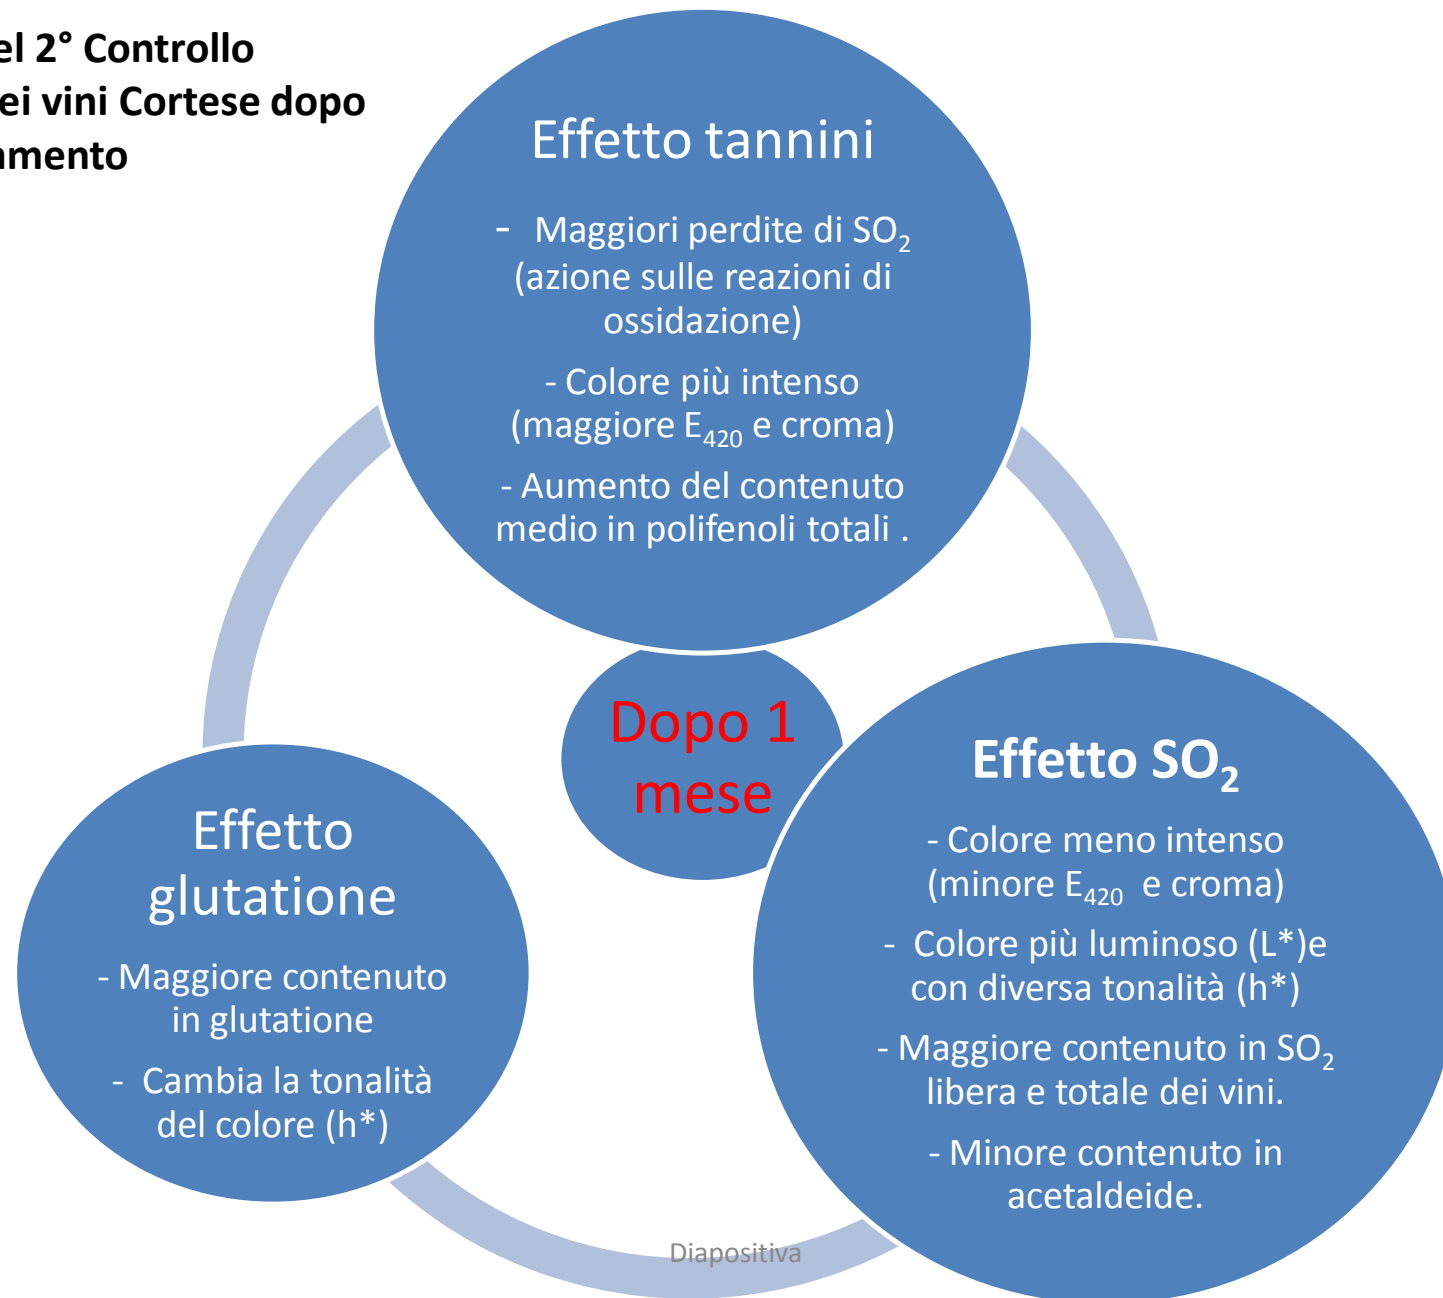 el 2° Controllo
ei vini Cortese dopo
amento
Effetto tannini
- Maggiori perdite di SO₂
(azione sulle reazioni di
ossidazione)
- Colore più intenso
(maggiore E₄₂₀ e croma)
- Aumento del contenuto
medio in polifenoli totali .
Dopo 1
mese
Effetto SO₂
- Colore meno intenso
(minore E₄₂₀ e croma)
- Colore più luminoso (L*)e
con diversa tonalità (h*)
- Maggiore contenuto in SO₂
libera e totale dei vini.
- Minore contenuto in
acetaldeide.
Effetto
glutatione
- Maggiore contenuto
in glutatione
- Cambia la tonalità
del colore (h*)
Diapositiva